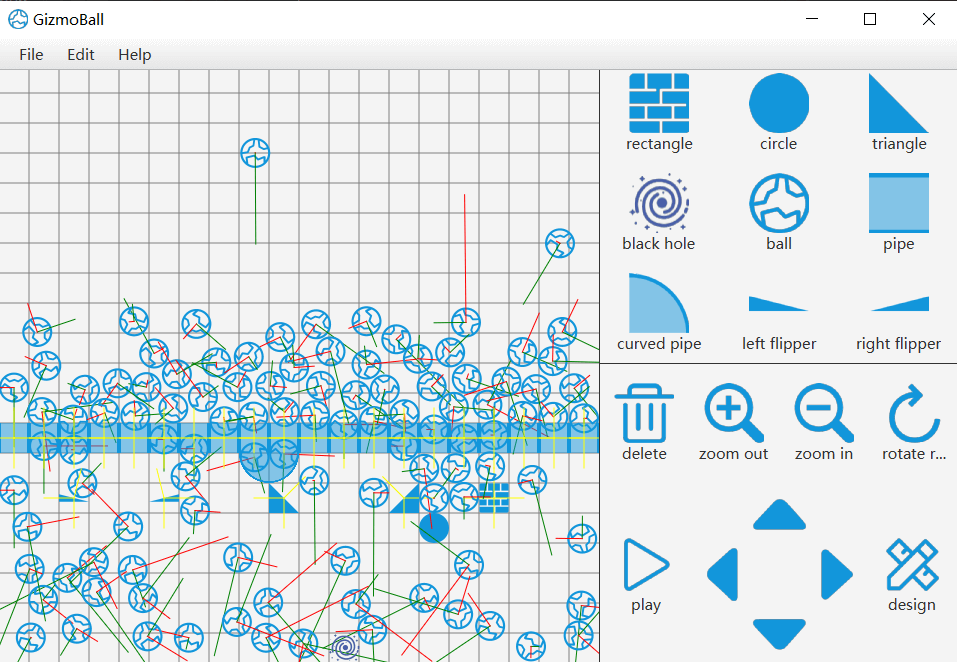 GizmoBall
File Edit Help
rectangle circle triangle
black hole ball pipe
curved pipe left flipper right flipper
delete zoom out zoom in rotate r...
play design